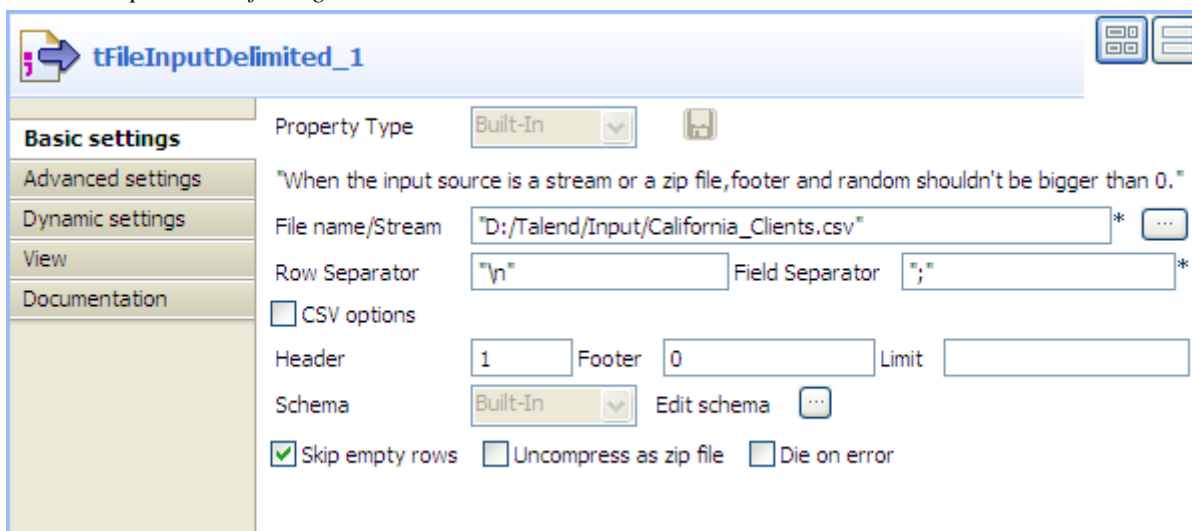 tFileInputDelimited_1
Basic settings
Advanced settings
Dynamic settings
View
Documentation
Property Type Built-In
"When the input source is a stream or a zip file,footer and random shouldn't be bigger than 0."
File name/Stream "D:/Talend/Input/California_Clients.csv" * ...
Row Separator "\n" Field Separator ";" *
CSV options
Header 1 Footer 0 Limit
Schema Built-In Edit schema ...
Skip empty rows Uncompress as zip file Die on error